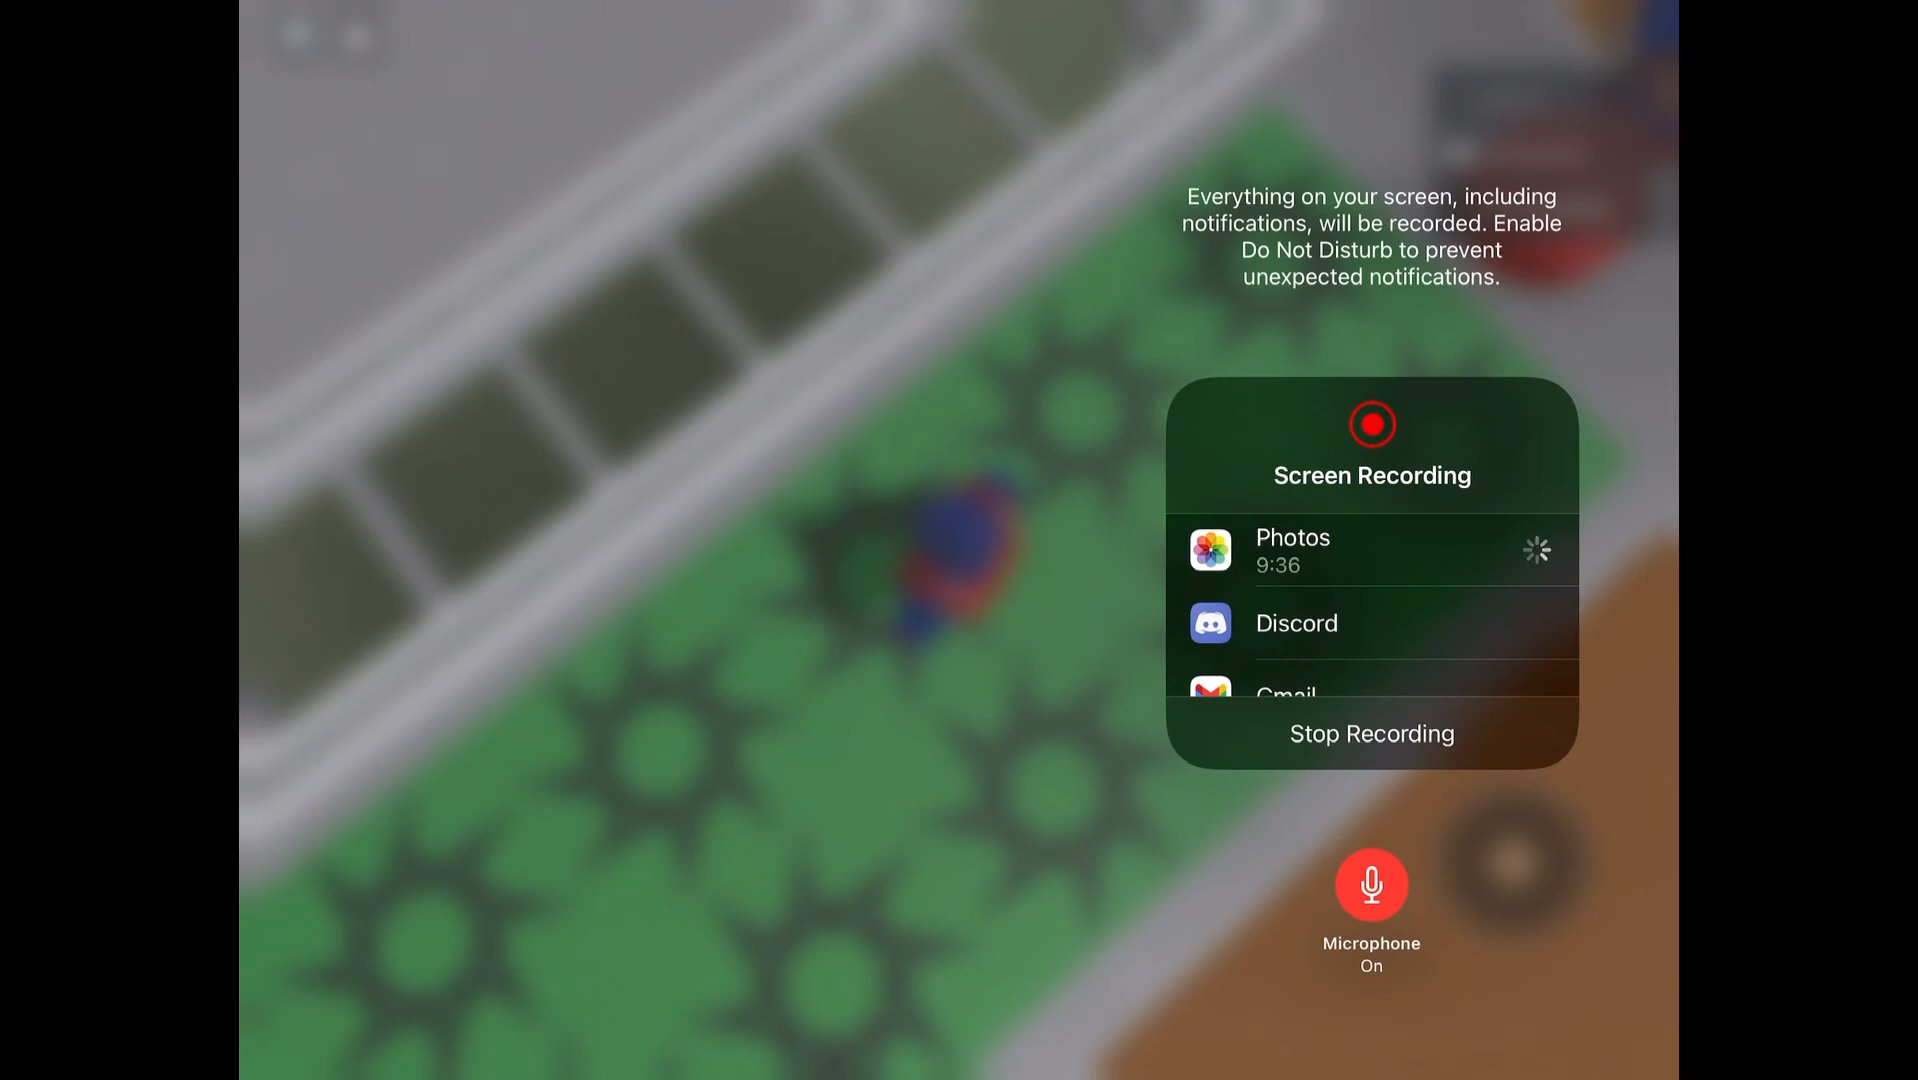 Everything on your screen, including
notifications, will be recorded. Enable
Do Not Disturb to prevent
unexpected notifications.
Screen Recording
Photos
9:36
Discord
Gmail
Stop Recording
Microphone
On